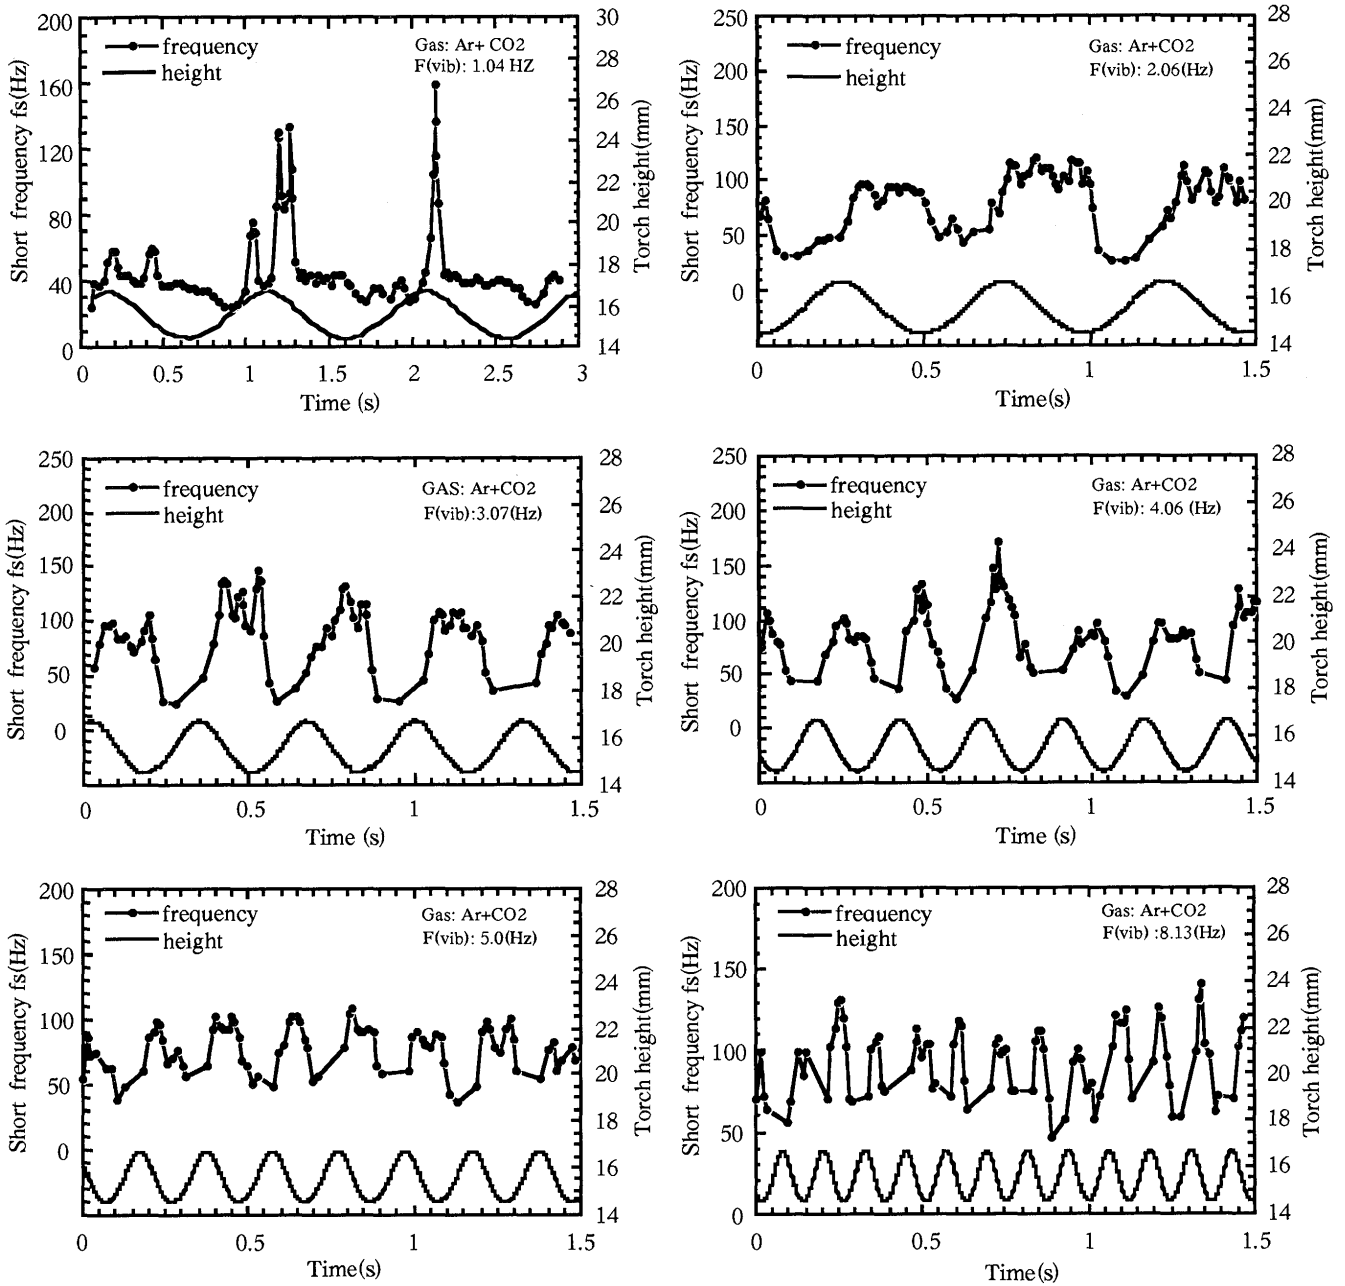 200
160
120
80
40
0
Short frequency fs(Hz)
frequency
height
Gas: Ar+ CO2
F(vib): 1.04 HZ
30
28
26
24
22
20
18
16
14
Torch height(mm)
0 0.5 1 1.5 2 2.5 3
Time (s)
250
200
150
100
50
0
Short frequency fs(Hz)
frequency
height
Gas: Ar+CO2
F(vib): 2.06(Hz)
28
26
24
22
20
18
16
14
Torch height(mm)
0 0.5 1 1.5
Time(s)
250
200
150
100
50
0
Short frequency fs(Hz)
frequency
height
GAS: Ar+CO2
F(vib):3.07(Hz)
28
26
24
22
20
18
16
14
Torch height(mm)
0 0.5 1 1.5
Time (s)
250
200
150
100
50
0
Short frequency fs(Hz)
frequency
height
Gas: Ar+CO2
F(vib): 4.06 (Hz)
28
26
24
22
20
18
16
14
Torch height(mm)
0 0.5 1 1.5
Time (s)
200
150
100
50
0
Short frequency fs(Hz)
frequency
height
Gas: Ar+CO2
F(vib): 5.0(Hz)
28
26
24
22
20
18
16
14
Torch height(mm)
0 0.5 1 1.5
Time(s)
200
150
100
50
0
Short frequency fs(Hz)
frequency
height
Gas: Ar+CO2
F(vib) :8.13(Hz)
28
26
24
22
20
18
16
14
Torch height(mm)
0 0.5 1 1.5
Time(s)